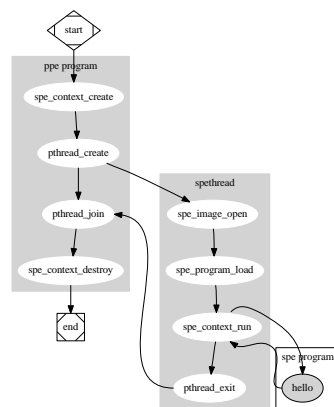 start
ppe program
spe_context_create
pthread_create
spethread
pthread_join
spe_image_open
spe_context_destroy
spe_program_load
end
spe_context_run
spe program
pthread_exit
hello